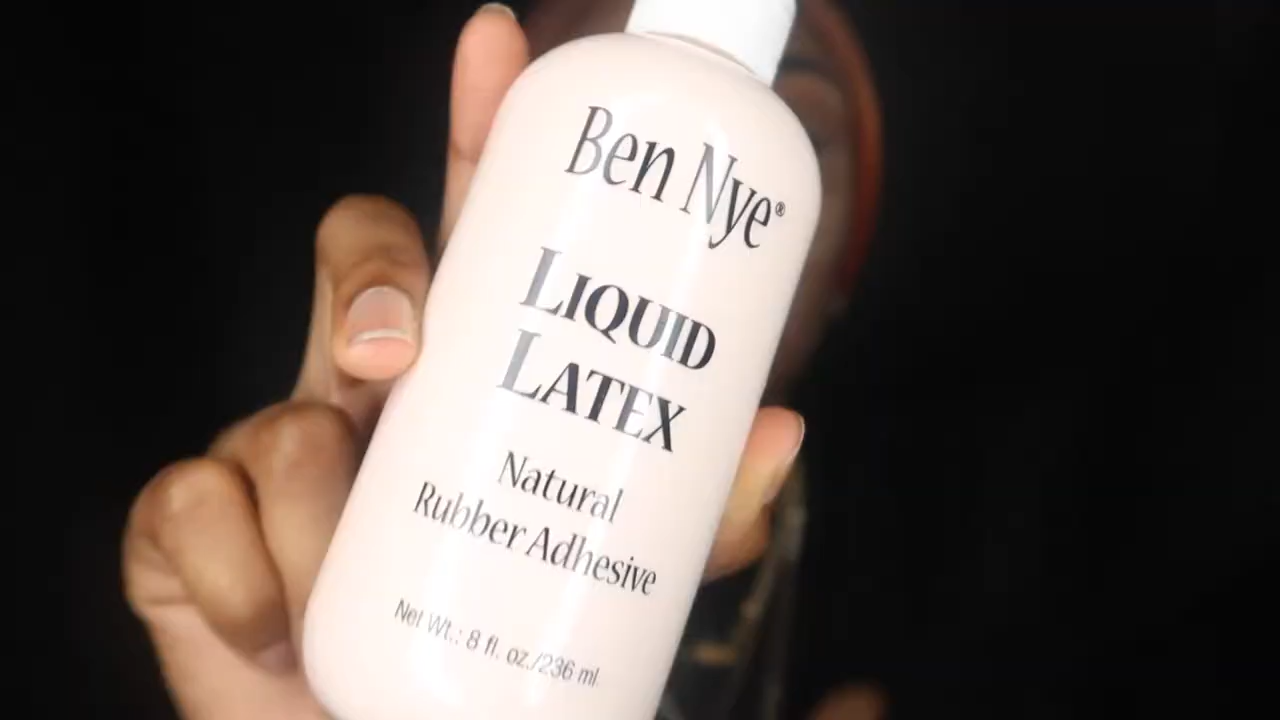 Ben Nye®
LIQUID
LATEX
Natural
Rubber Adhesive
Net Wt.: 8 fl. oz./236 ml.